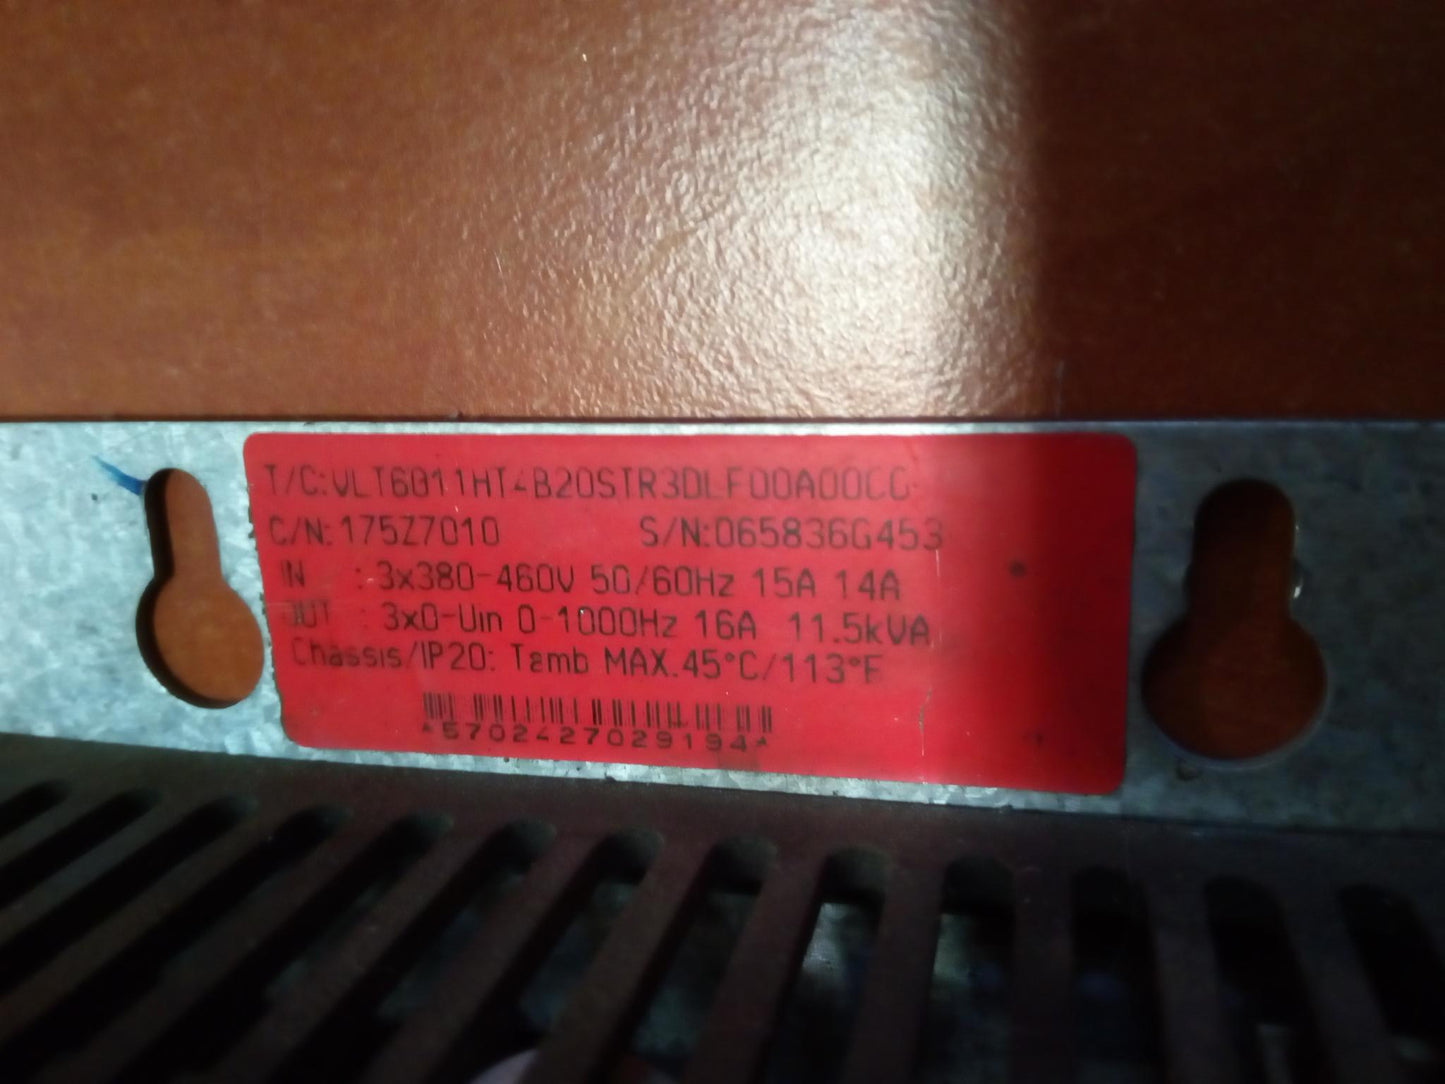 T/C:VLT6011HT4B20STR3DLF00A00C0
C/N:175Z7010 S/N:065836G453
IN : 3x380-460V 50/60Hz 15A 14A
OUT : 3x0-Uin 0-1000Hz 16A 11.5kVA
Chassis/IP20: Tamb MAX.45°C/113°F
*5702427029194*